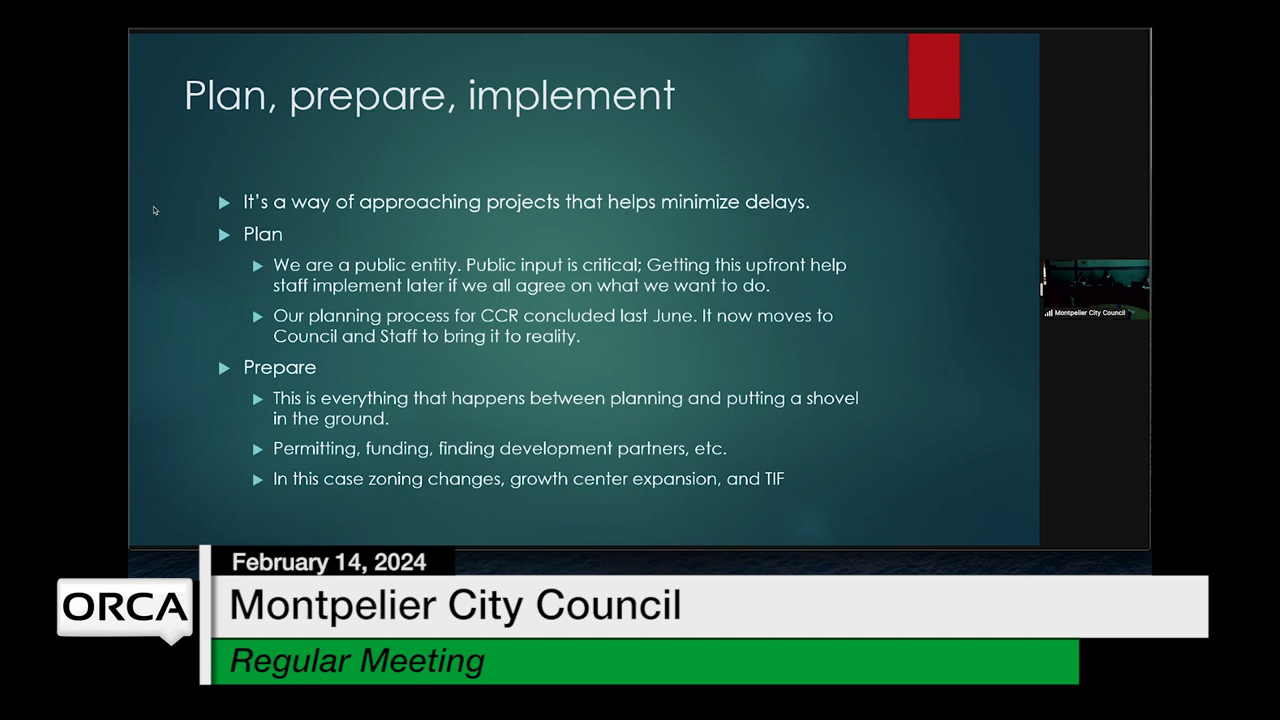 Plan, prepare, implement
It's a way of approaching projects that helps minimize delays.
Plan
We are a public entity. Public input is critical; Getting this upfront help
staff implement later if we all agree on what we want to do.
Our planning process for CCR concluded last June. It now moves to
Council and Staff to bring it to reality.
Prepare
This is everything that happens between planning and putting a shovel
in the ground.
Permitting, funding, finding development partners, etc.
In this case zoning changes, growth center expansion, and TIF
Montpelier City Council
February 14, 2024
ORCA
Montpelier City Council
Regular Meeting